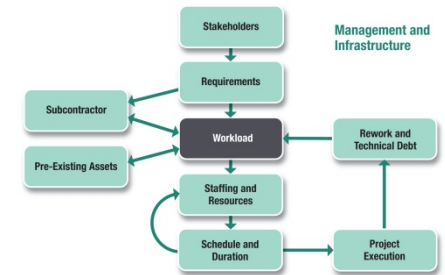 Stakeholders
Management and
Infrastructure
Requirements
Subcontractor
Workload
Rework and
Technical Debt
Pre-Existing Assets
Staffing and
Resources
Schedule and
Duration
Project
Execution